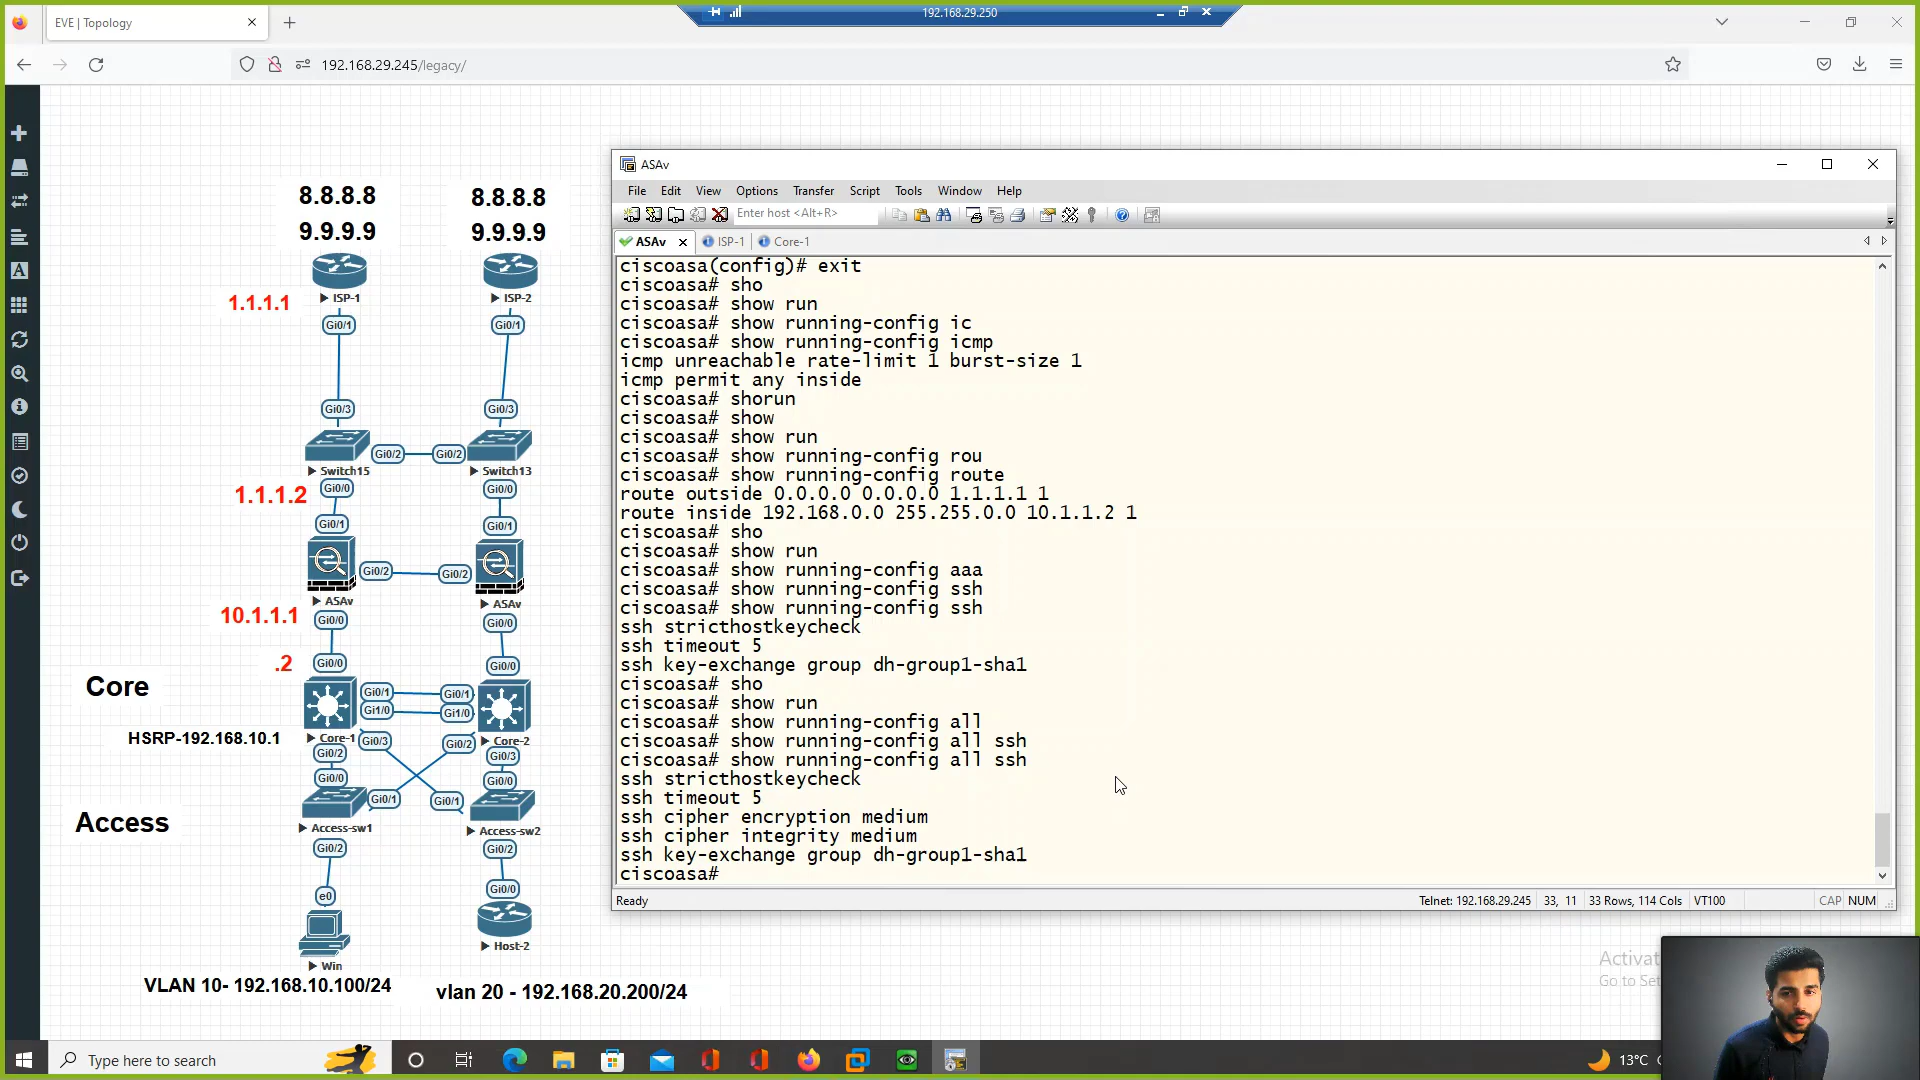 EVE | Topology
192.168.29.250
192.168.29.245/legacy/
8.8.8.8
9.9.9.9
8.8.8.8
9.9.9.9
ISP-1
ISP-2
1.1.1.1
Gi0/1
Gi0/1
Gi0/3
Gi0/3
Gi0/2
Gi0/2
Switch15
Switch13
1.1.1.2
Gi0/0
Gi0/0
Gi0/1
Gi0/1
Gi0/2
Gi0/2
ASAv
ASAv
10.1.1.1
Gi0/0
Gi0/0
.2
Gi0/0
Gi0/0
Core
Gi0/1
Gi0/1
Gi1/0
Gi1/0
HSRP-192.168.10.1
Core-1
Core-2
Gi0/3
Gi0/2
Gi0/2
Gi0/3
Gi0/0
Gi0/0
Gi0/1
Gi0/1
Access
Access-sw1
Access-sw2
Gi0/2
Gi0/2
e0
Gi0/0
Win
Host-2
VLAN 10- 192.168.10.100/24
vlan 20 - 192.168.20.200/24
ASAv
File Edit View Options Transfer Script Tools Window Help
Enter host <Alt+R>
ASAv
ISP-1
Core-1
ciscoasa(config)# exit
ciscoasa# sho
ciscoasa# show run
ciscoasa# show running-config ic
ciscoasa# show running-config icmp
icmp unreachable rate-limit 1 burst-size 1
icmp permit any inside
ciscoasa# shorun
ciscoasa# show
ciscoasa# show run
ciscoasa# show running-config rou
ciscoasa# show running-config route
route outside 0.0.0.0 0.0.0.0 1.1.1.1 1
route inside 192.168.0.0 255.255.0.0 10.1.1.2 1
ciscoasa# sho
ciscoasa# show run
ciscoasa# show running-config aaa
ciscoasa# show running-config ssh
ciscoasa# show running-config ssh
ssh stricthostkeycheck
ssh timeout 5
ssh key-exchange group dh-group1-sha1
ciscoasa# sho
ciscoasa# show run
ciscoasa# show running-config all
ciscoasa# show running-config all ssh
ciscoasa# show running-config all ssh
ssh stricthostkeycheck
ssh timeout 5
ssh cipher encryption medium
ssh cipher integrity medium
ssh key-exchange group dh-group1-sha1
ciscoasa#
Ready
Telnet: 192.168.29.245 33, 11 33 Rows, 114 Cols VT100 CAP NUM
Activat
Go to Set
Type here to search
13°C